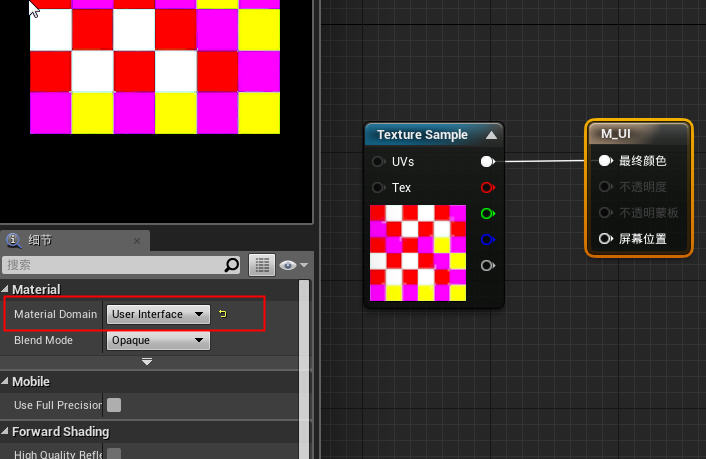 Texture Sample
UVs
Tex
M_UI
最终颜色
不透明度
不透明蒙板
屏幕位置
细节
搜索
Material
Material Domain
User Interface
Blend Mode
Opaque
Mobile
Use Full Precision
Forward Shading
High Quality Refle